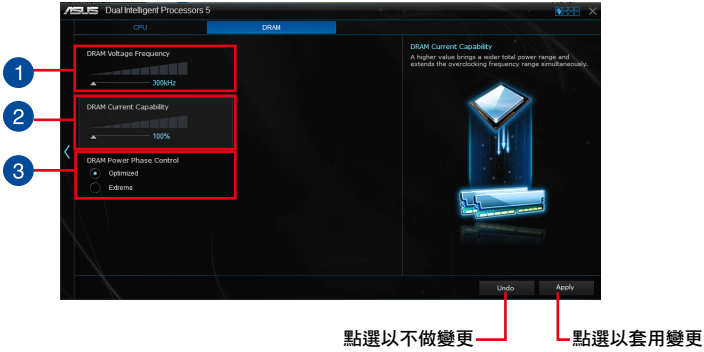 ASUS Dual Intelligent Processors 5
CPU
DRAM
1
DRAM Voltage Frequency
300kHz
2
DRAM Current Capability
100%
3
DRAM Power Phase Control
Optimized
Extreme
DRAM Current Capability
A higher value brings a wider total power range and
extends the overclocking frequency range simultaneously.
Undo
Apply
點選以不做變更
點選以套用變更